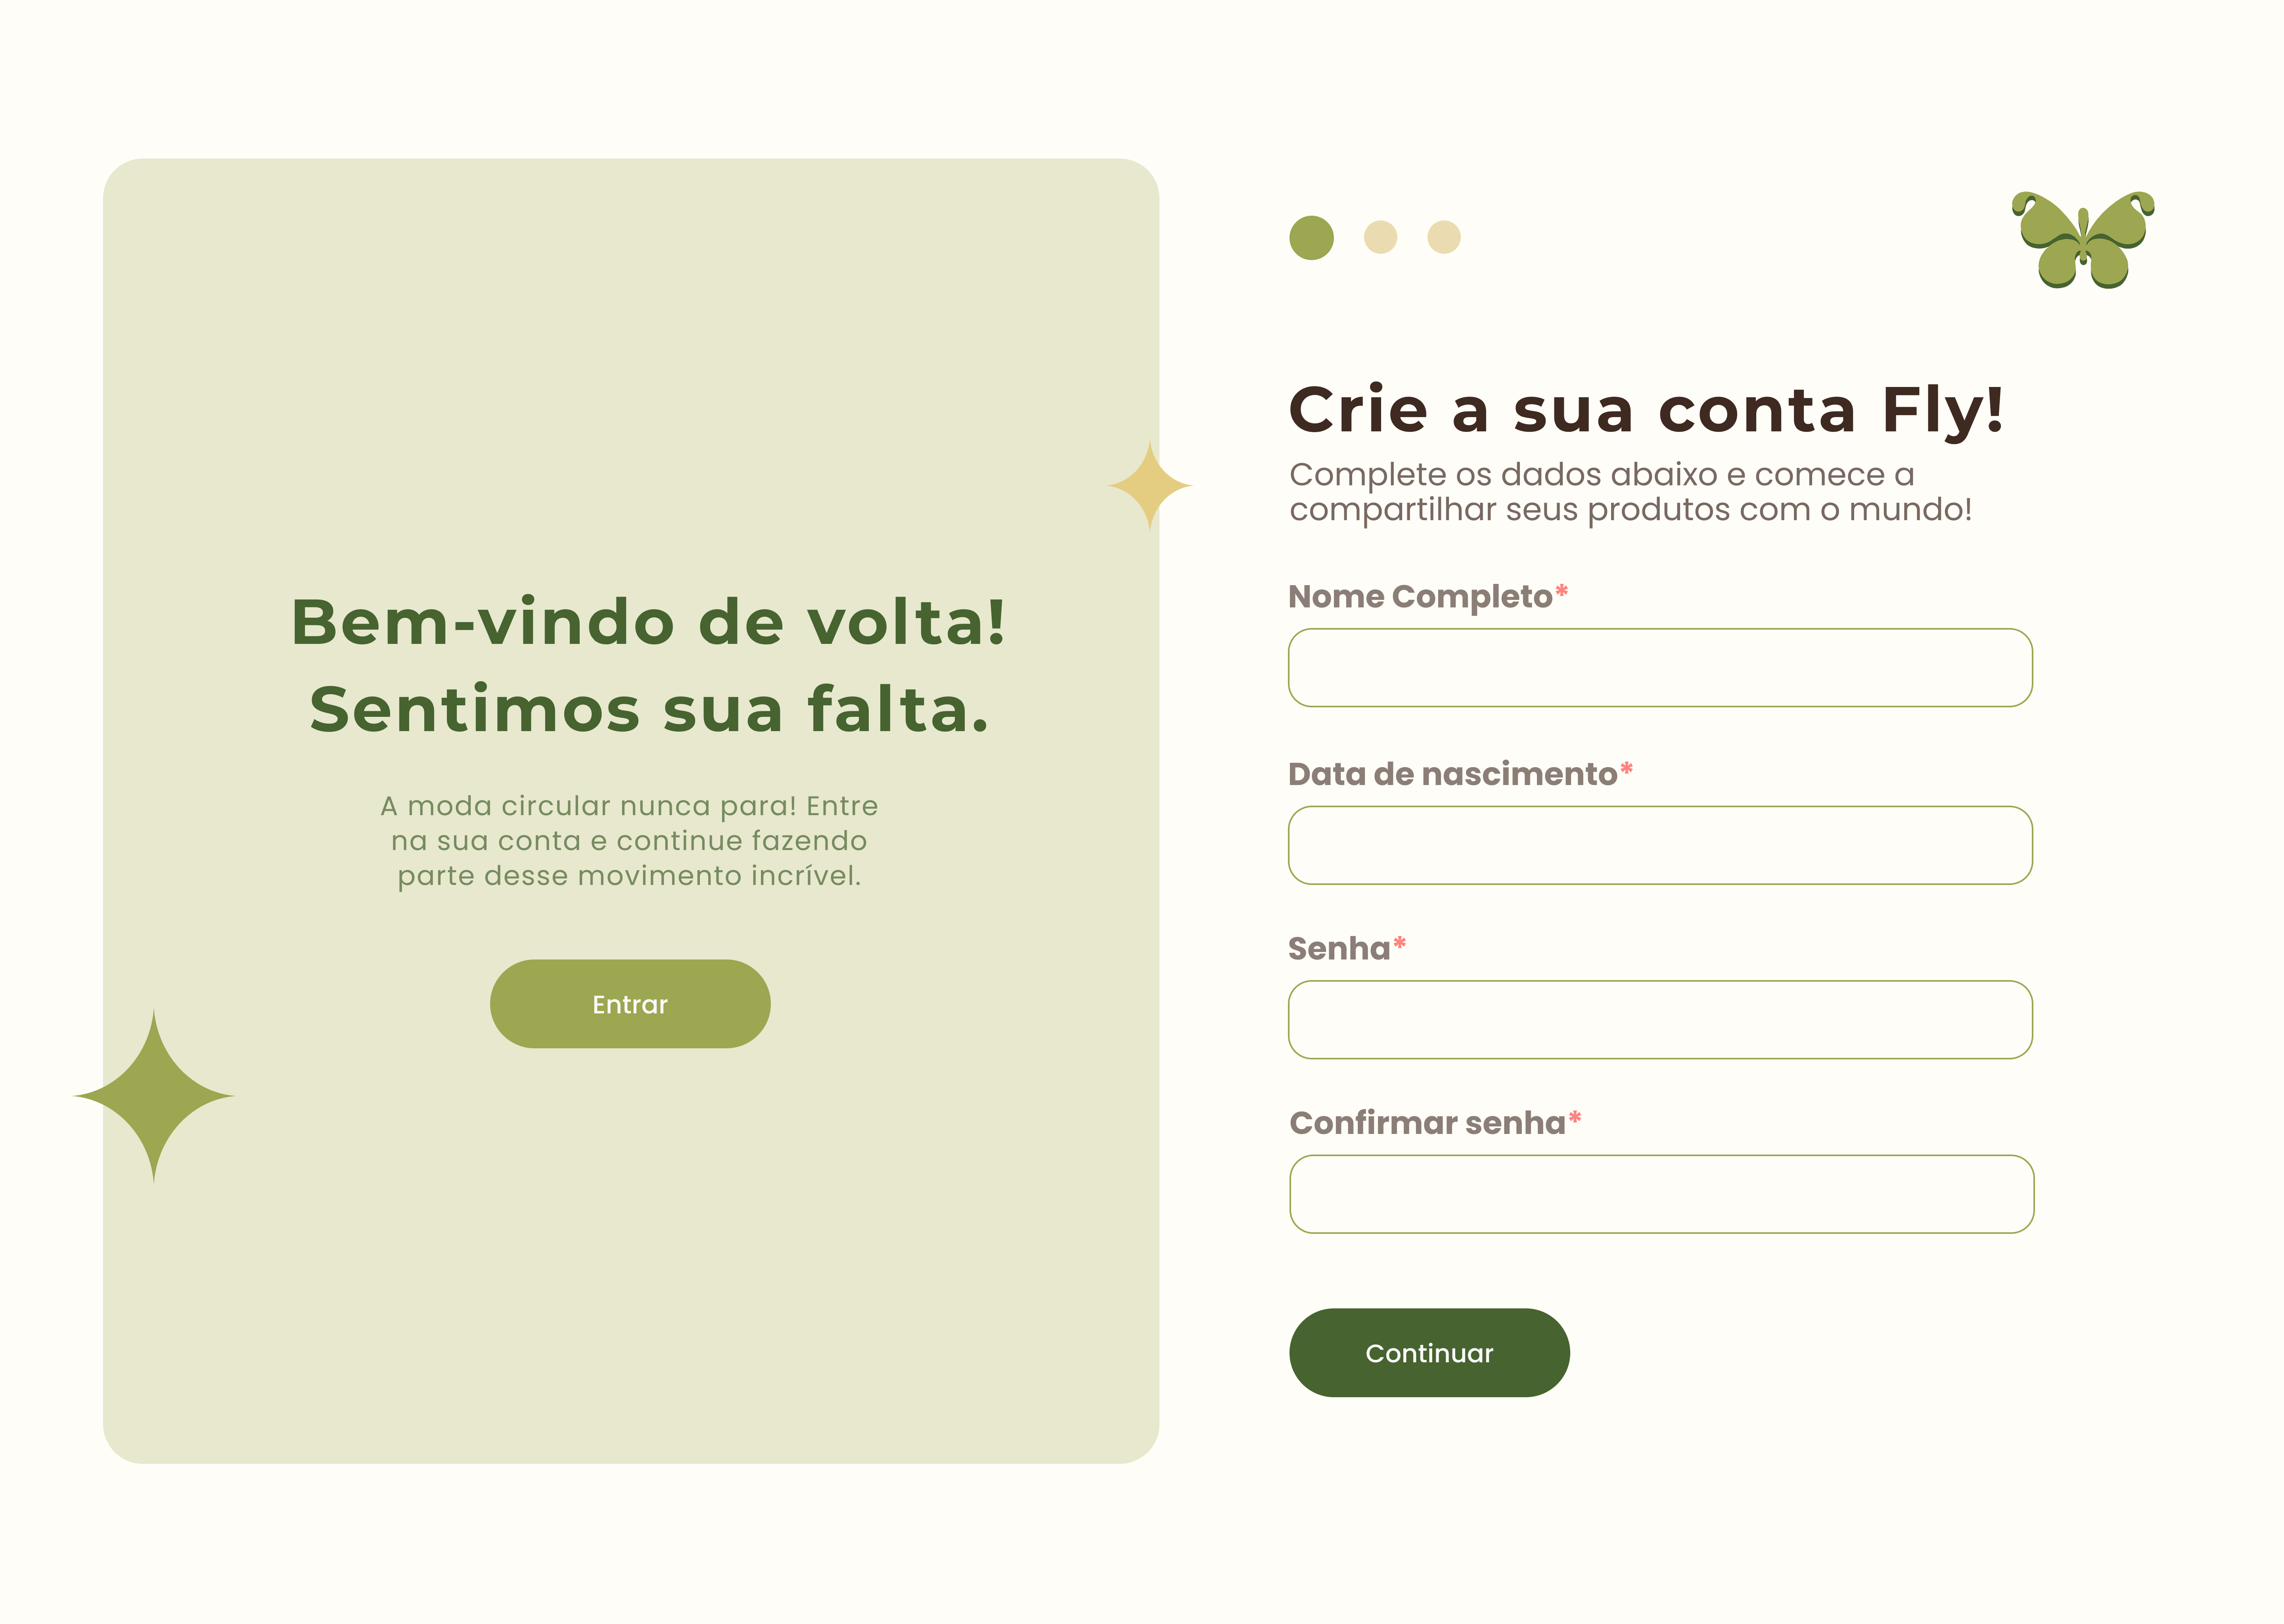 Bem-vindo de volta!
Sentimos sua falta.
A moda circular nunca para! Entre
na sua conta e continue fazendo
parte desse movimento incrível.
Entrar
Crie a sua conta Fly!
Complete os dados abaixo e comece a
compartilhar seus produtos com o mundo!
Nome Completo*
Data de nascimento*
Senha*
Confirmar senha*
Continuar